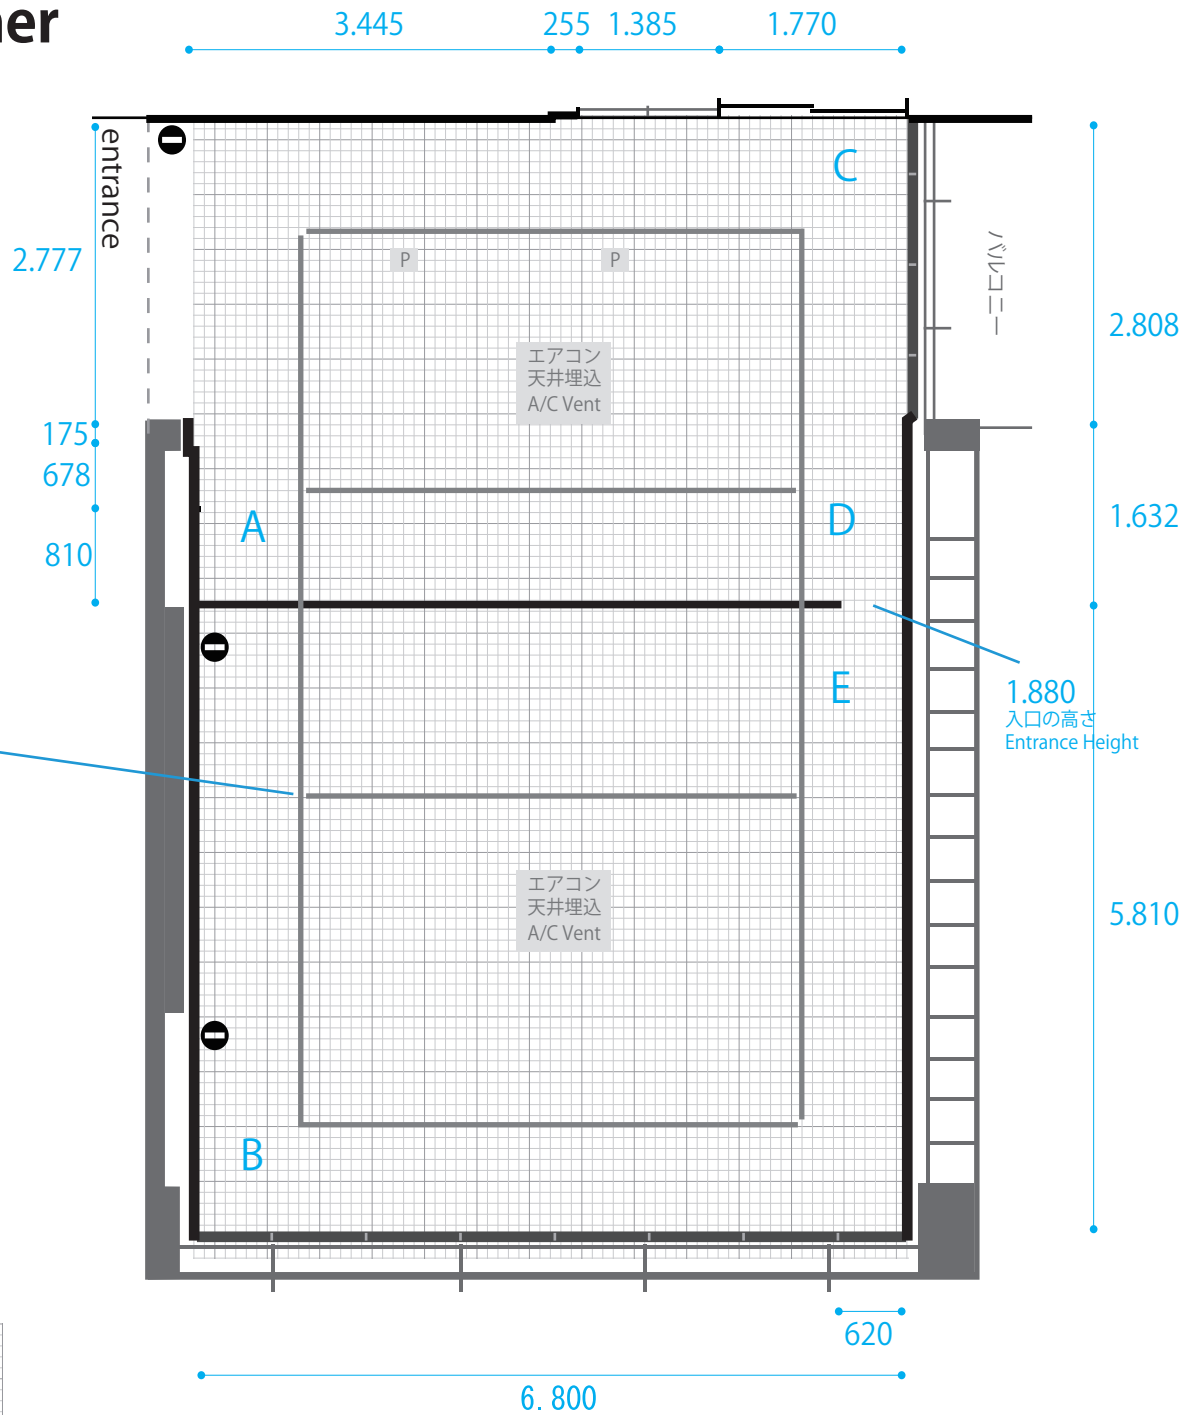 ner
3.445
255
1.385
1.770
entrance
C
2.777
P
P
バルコニー
2.808
エアコン
天井埋込
A/C Vent
175
678
810
A
D
1.632
E
1.880
入口の高さ
Entrance Height
エアコン
天井埋込
A/C Vent
5.810
B
620
6.800